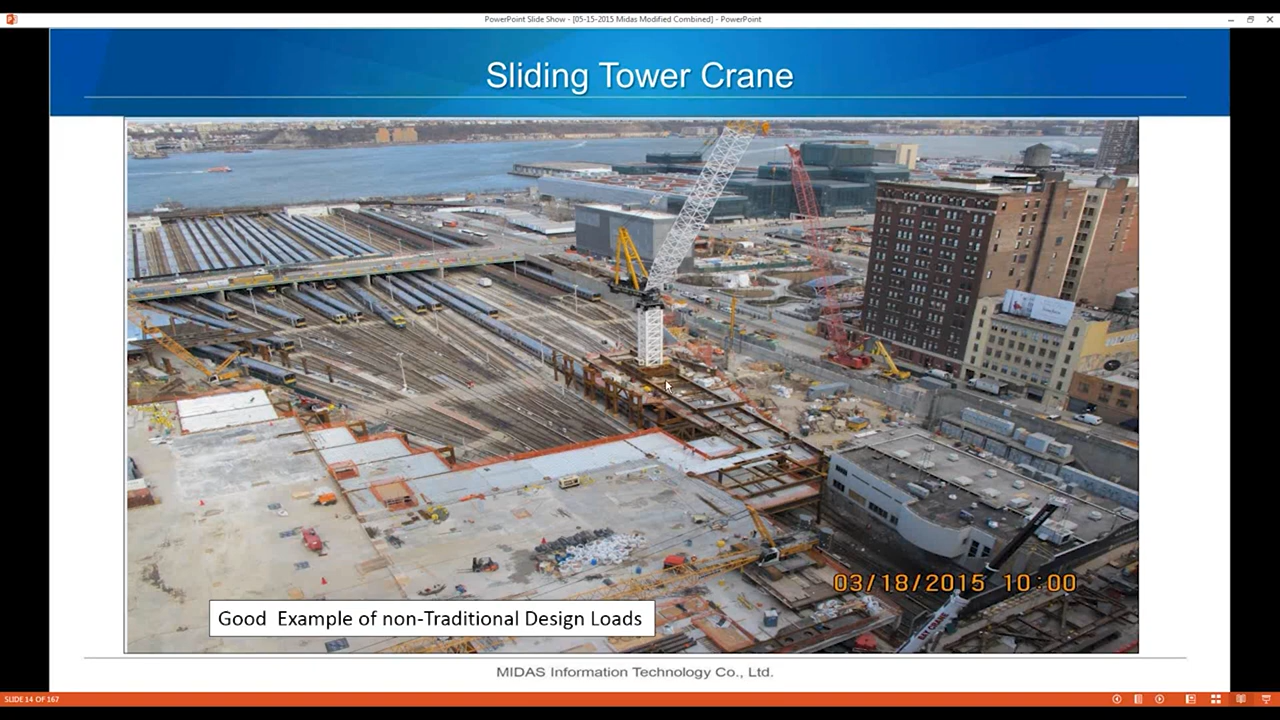 PowerPoint Slide Show - [05-15-2015 Midas Modified Combined] - PowerPoint
Sliding Tower Crane
03/18/2015 10:00
Good Example of non-Traditional Design Loads
MIDAS Information Technology Co., Ltd.
SLIDE 14 OF 167